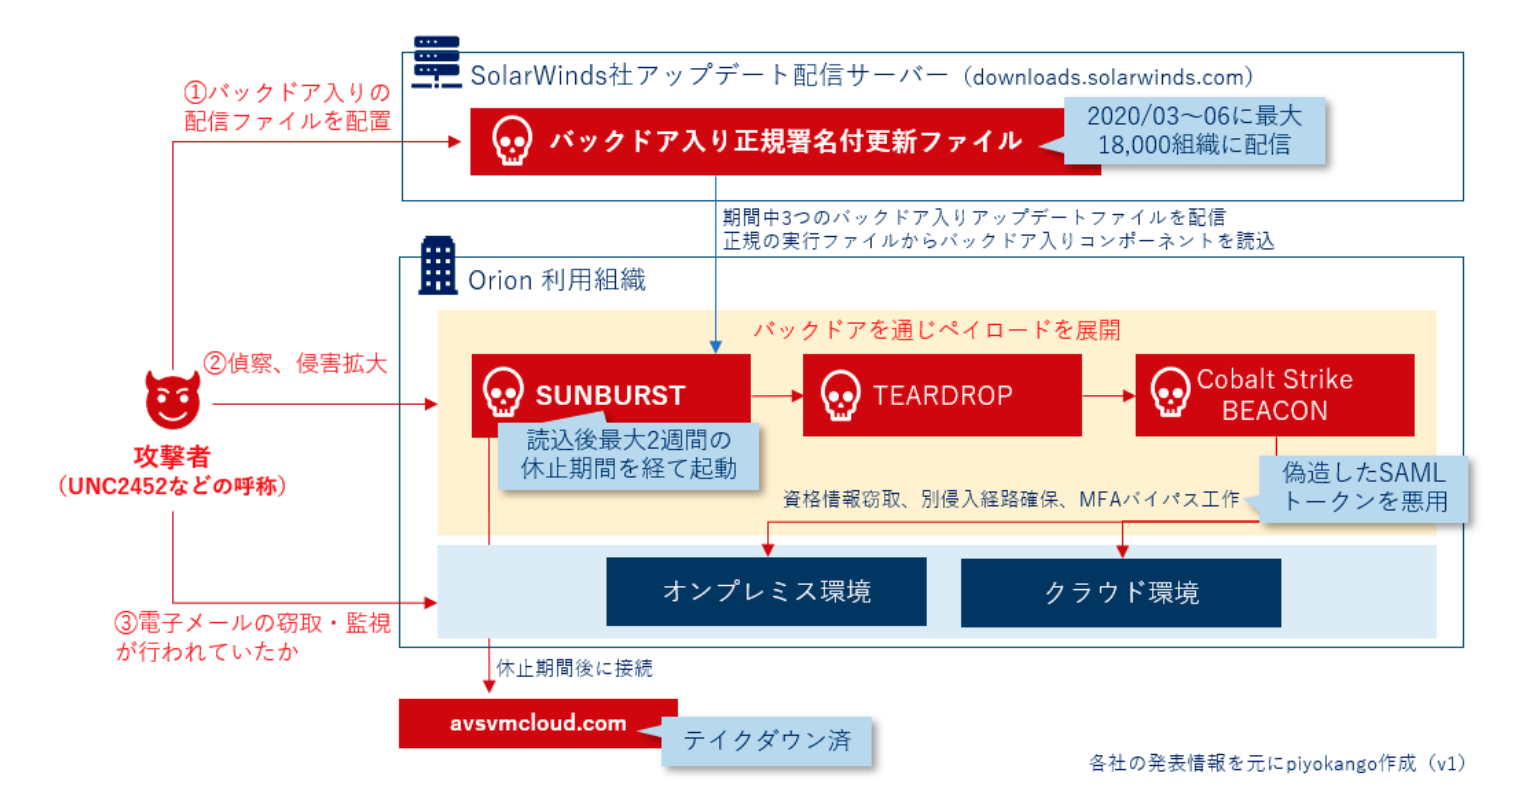 SolarWinds社アップデート配信サーバー（downloads.solarwinds.com）
①バックドア入りの
配信ファイルを配置
バックドア入り正規署名付更新ファイル
2020/03～06に最大
18,000組織に配信
期間中3つのバックドア入りアップデートファイルを配信
正規の実行ファイルからバックドア入りコンポーネントを読込
Orion 利用組織
バックドアを通じペイロードを展開
②偵察、侵害拡大
SUNBURST
TEARDROP
Cobalt Strike
BEACON
読込後最大2週間の
休止期間を経て起動
攻撃者
（UNC2452などの呼称）
偽造したSAML
トークンを悪用
資格情報窃取、別侵入経路確保、MFAバイパス工作
オンプレミス環境
クラウド環境
③電子メールの窃取・監視
が行われていたか
休止期間後に接続
avsvmcloud.com
テイクダウン済
各社の発表情報を元にpiyokango作成（v1）